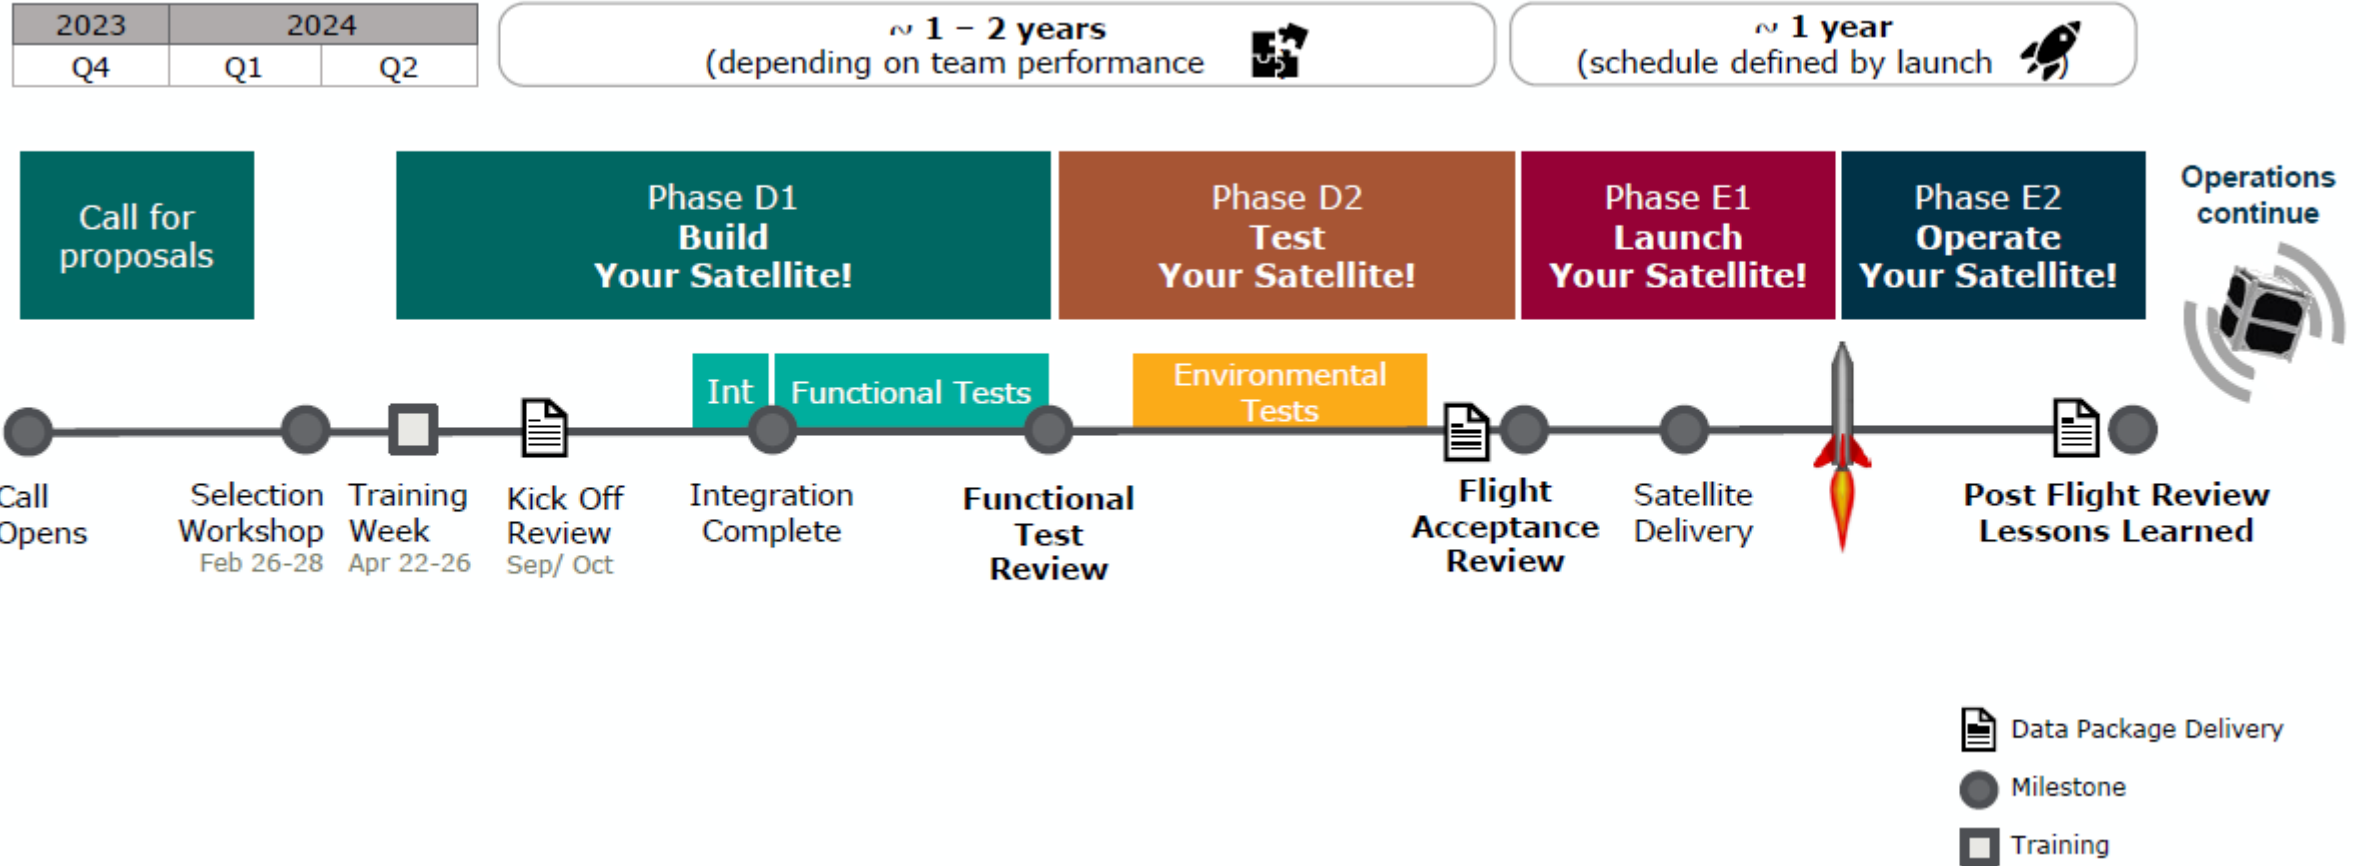 2023 2024
Q4 Q1 Q2
~ 1 – 2 years
(depending on team performance
~ 1 year
(schedule defined by launch
Call for
proposals
Phase D1
Build
Your Satellite!
Phase D2
Test
Your Satellite!
Phase E1
Launch
Your Satellite!
Phase E2
Operate
Your Satellite!
Operations
continue
Int
Functional Tests
Environmental
Tests
Call
Opens
Selection
Workshop
Feb 26-28
Training
Week
Apr 22-26
Kick Off
Review
Sep/ Oct
Integration
Complete
Functional
Test
Review
Flight
Acceptance
Review
Satellite
Delivery
Post Flight Review
Lessons Learned
Data Package Delivery
Milestone
Training